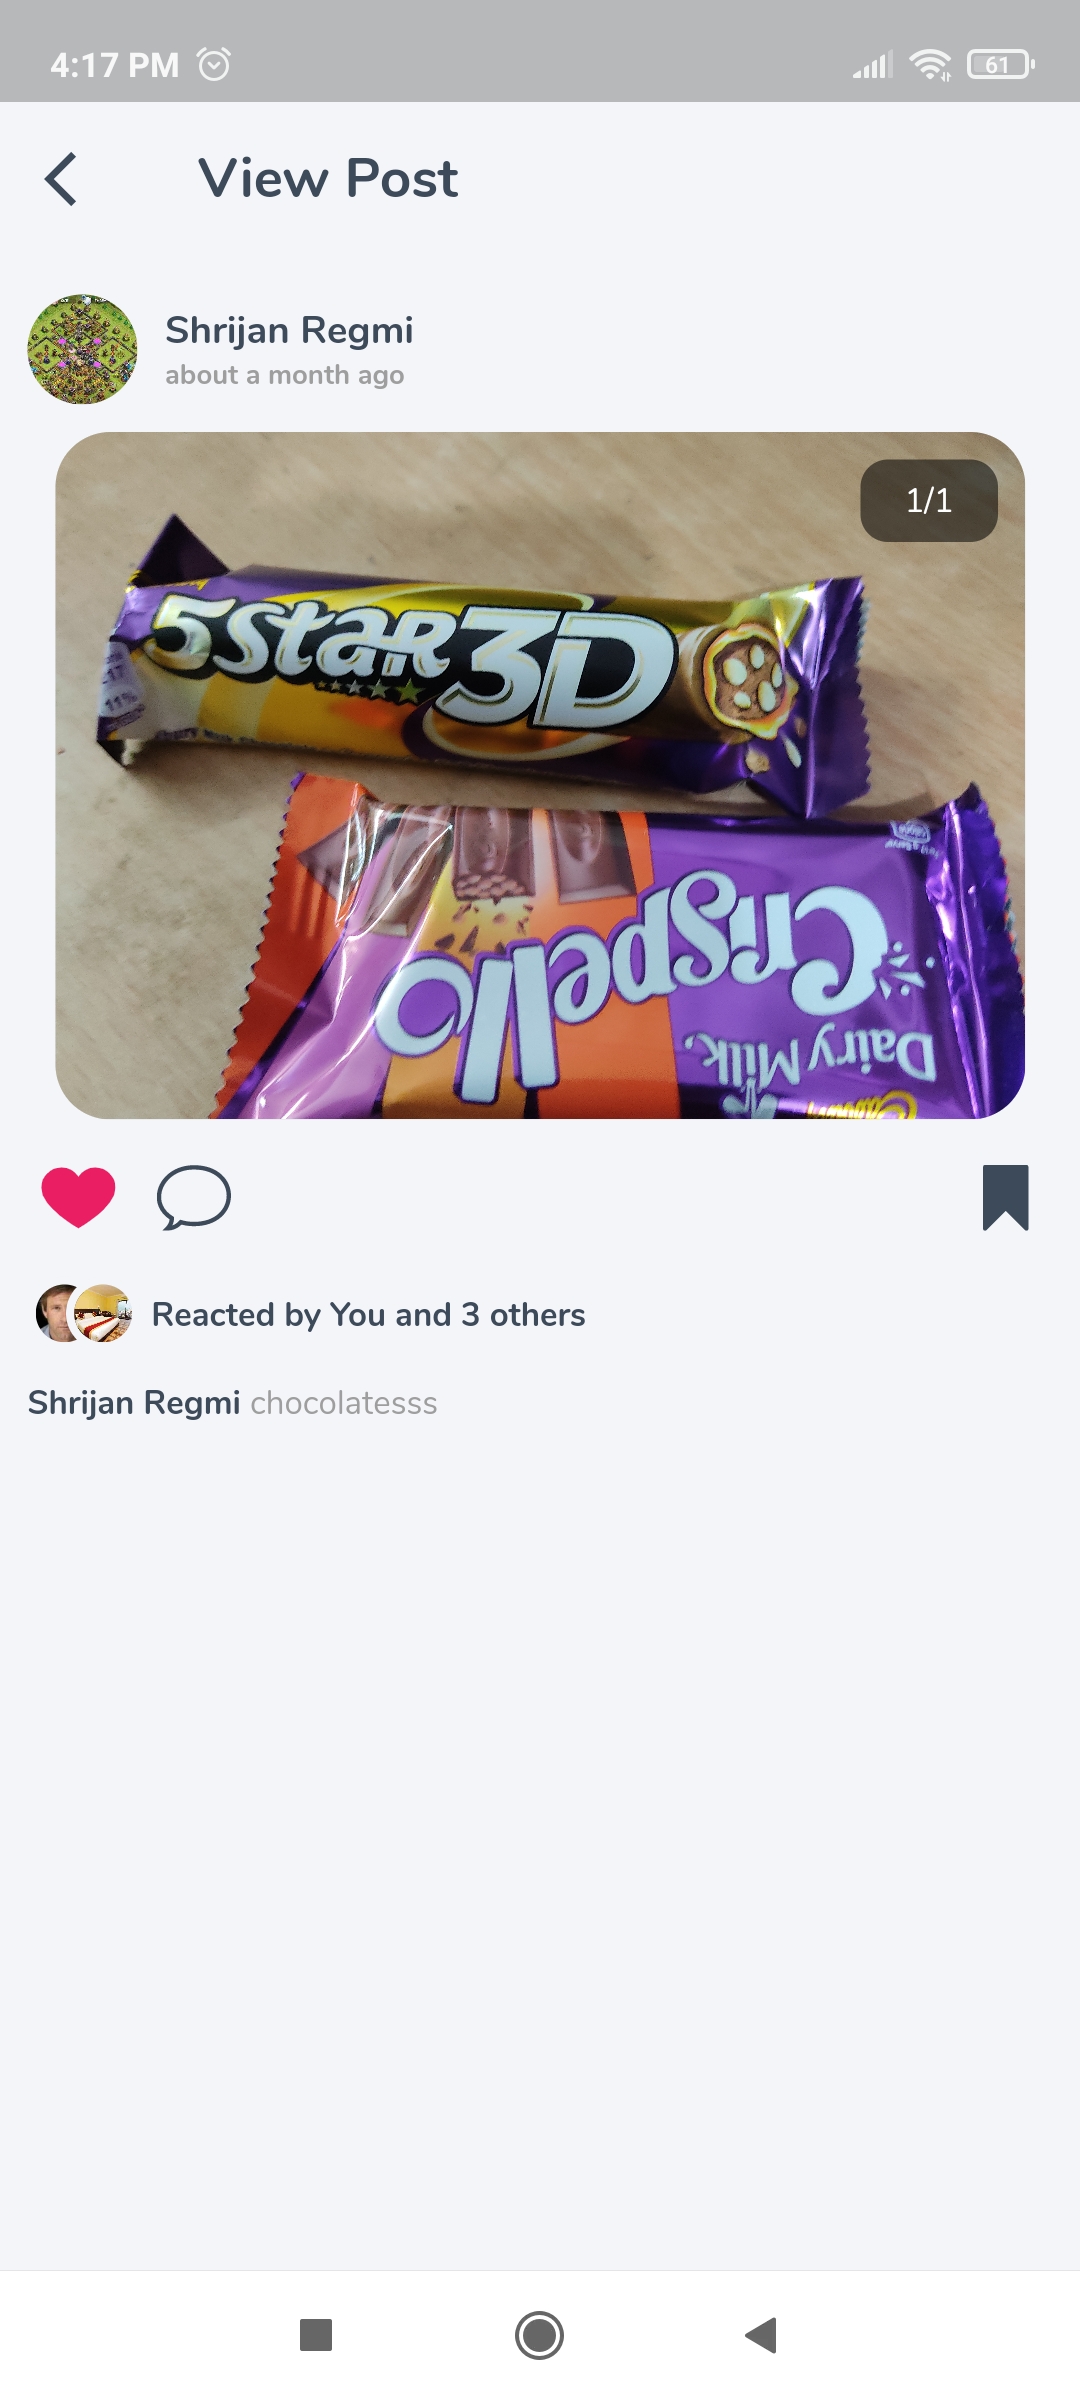 4:17 PM
61
View Post
Shrijan Regmi
about a month ago
1/1
5Star 3D
11%
Crispello
Dairy Milk
Reacted by You and 3 others
Shrijan Regmi chocolatesss